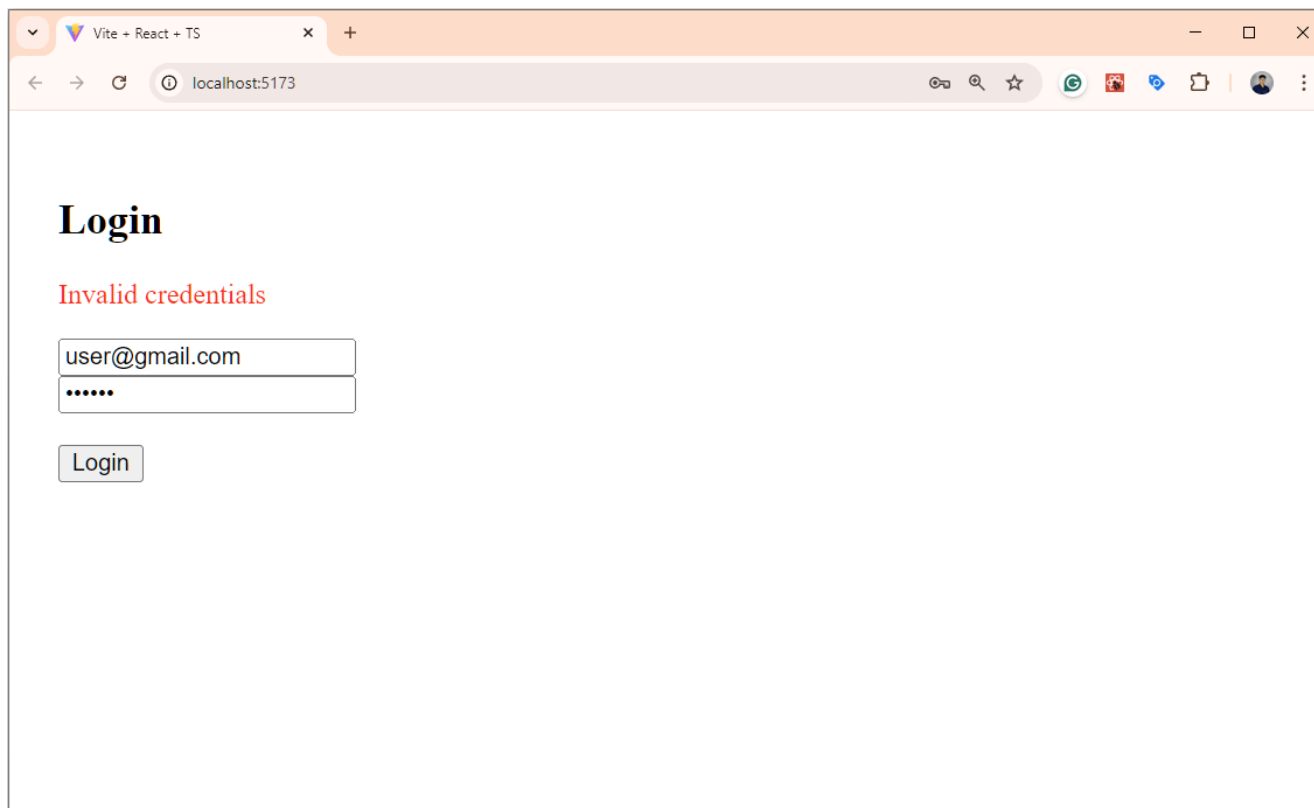 Vite + React + TS
localhost:5173
Login
Invalid credentials
user@gmail.com
••••••
Login